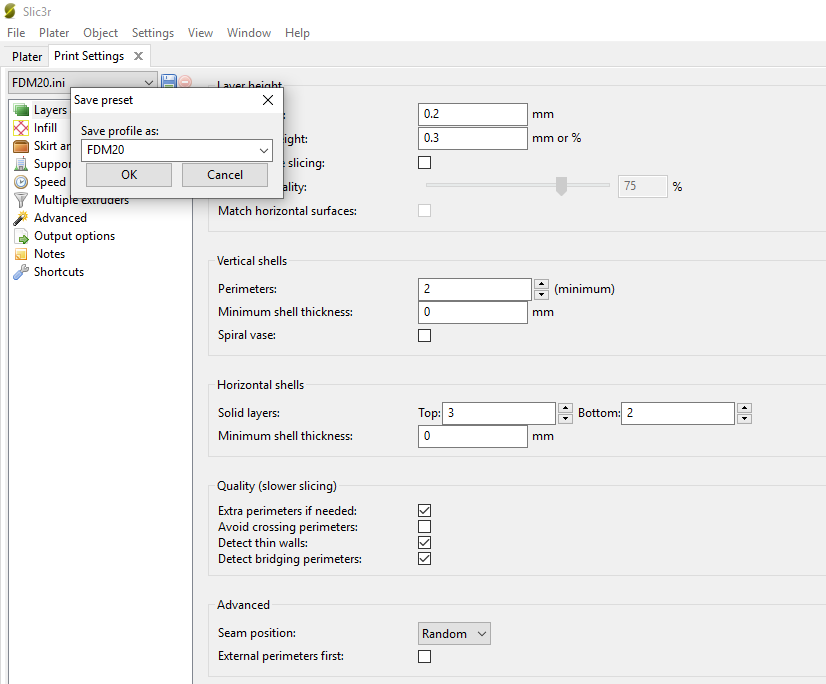 Slic3r
File Plater Object Settings View Window Help
Plater Print Settings
FDM20.ini
Save preset
Save profile as:
FDM20
OK Cancel
Layers
Infill
Skirt an
Suppo
Speed
Multiple extruders
Advanced
Output options
Notes
Shortcuts
Layer height
0.2 mm
ight: 0.3 mm or %
e slicing:
ality: 75 %
Match horizontal surfaces:
Vertical shells
Perimeters: 2 (minimum)
Minimum shell thickness: 0 mm
Spiral vase:
Horizontal shells
Solid layers: Top: 3 Bottom: 2
Minimum shell thickness: 0 mm
Quality (slower slicing)
Extra perimeters if needed:
Avoid crossing perimeters:
Detect thin walls:
Detect bridging perimeters:
Advanced
Seam position: Random
External perimeters first: